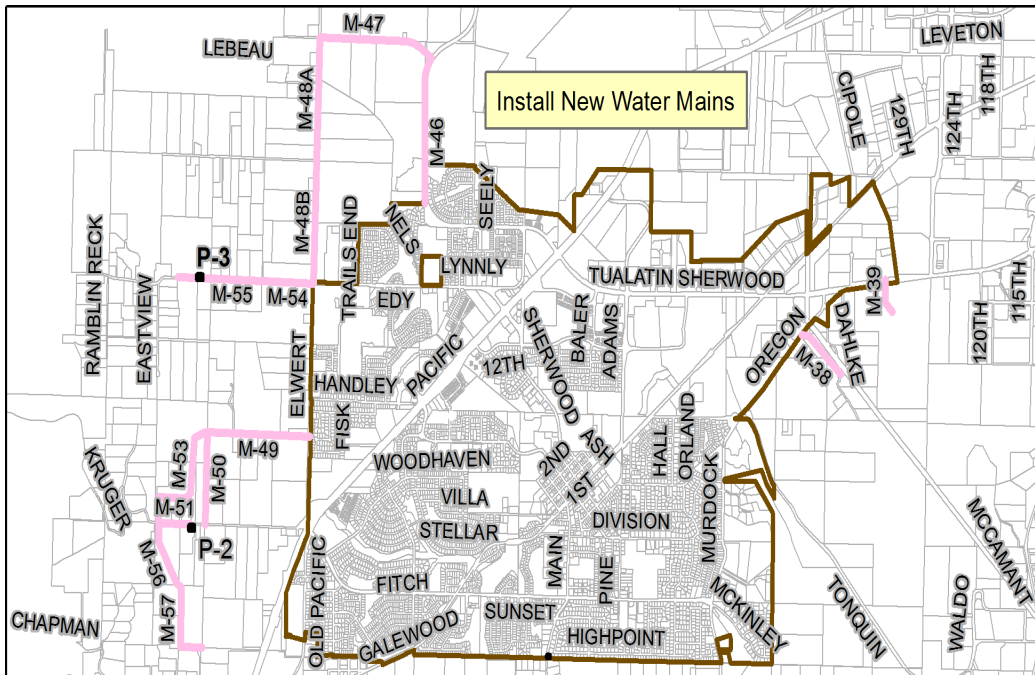 M-47
LEBEAU
LEVETON
Install New Water Mains
M-48A
CIPOLE
129TH
124TH
118TH
M-46
SEELY
M-48B
TRAILS END
NELS
RAMBLIN RECK
EASTVIEW
P-3
LYNNLY
TUALATIN SHERWOOD
M-55
M-54
EDY
M-39
115TH
120TH
DAHLKE
OREGON
M-38
SHERWOOD
BALER
ADAMS
PACIFIC
12TH
ELWERT
HANDLEY
FISK
M-49
M-53
M-50
KRUGER
WOODHAVEN
2ND
ASH
1ST
HALL
ORLAND
MURDOCK
M-51
P-2
VILLA
STELLAR
DIVISION
MCCAMANT
M-56
M-57
OLD PACIFIC
FITCH
MAIN
PINE
SUNSET
MCKINLEY
TONQUIN
WALDO
CHAPMAN
GALEWOOD
HIGHPOINT